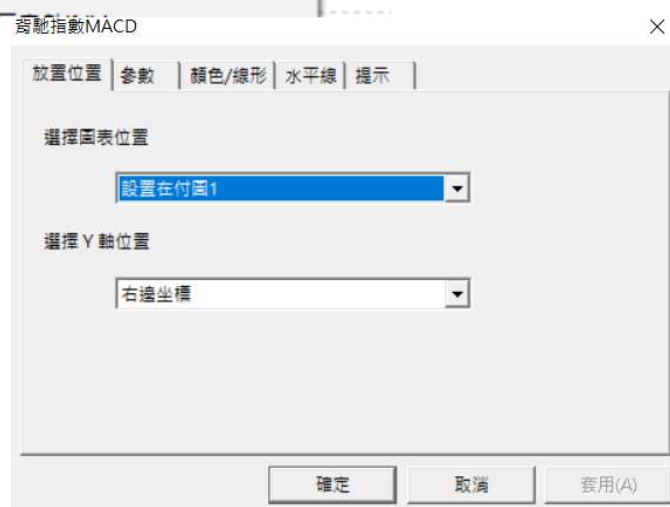 背馳指數MACD
放置位置 參數 顏色/線形 水平線 提示
選擇圖表位置
設置在付圖1
選擇 Y 軸位置
右邊坐標
確定 取消 套用(A)